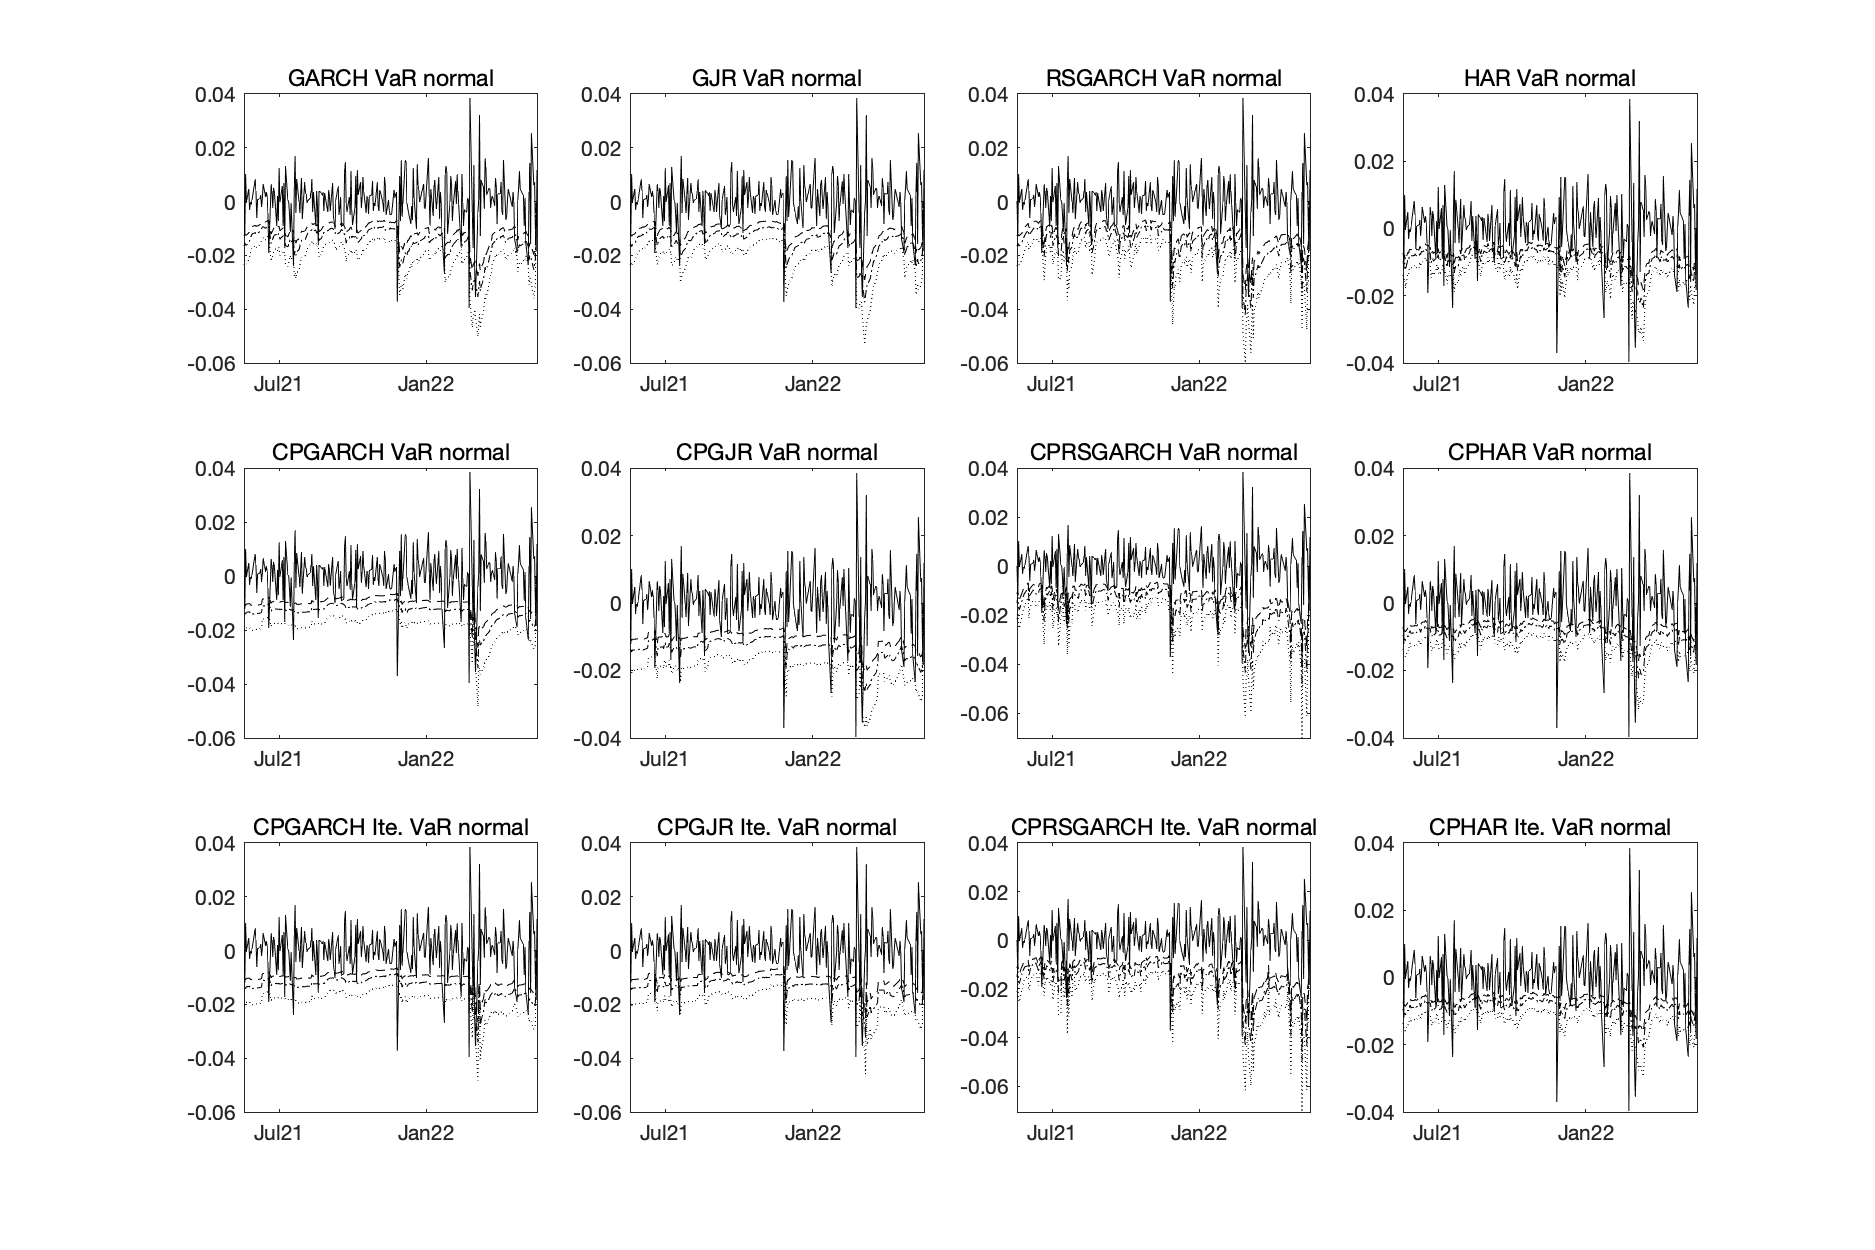 GARCH VaR normal
0.04
0.02
0
-0.02
-0.04
-0.06
Jul21
Jan22
GJR VaR normal
0.04
0.02
0
-0.02
-0.04
-0.06
Jul21
Jan22
RSGARCH VaR normal
0.04
0.02
0
-0.02
-0.04
-0.06
Jul21
Jan22
HAR VaR normal
0.04
0.02
0
-0.02
-0.04
Jul21
Jan22
CPGARCH VaR normal
0.04
0.02
0
-0.02
-0.04
-0.06
Jul21
Jan22
CPGJR VaR normal
0.04
0.02
0
-0.02
-0.04
Jul21
Jan22
CPRSGARCH VaR normal
0.04
0.02
0
-0.02
-0.04
-0.06
Jul21
Jan22
CPHAR VaR normal
0.04
0.02
0
-0.02
-0.04
Jul21
Jan22
CPGARCH Ite. VaR normal
0.04
0.02
0
-0.02
-0.04
-0.06
Jul21
Jan22
CPGJR Ite. VaR normal
0.04
0.02
0
-0.02
-0.04
-0.06
Jul21
Jan22
CPRSGARCH Ite. VaR normal
0.04
0.02
0
-0.02
-0.04
-0.06
Jul21
Jan22
CPHAR Ite. VaR normal
0.04
0.02
0
-0.02
-0.04
Jul21
Jan22